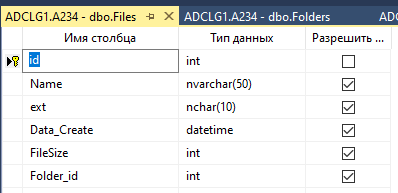 ADCLG1.A234 - dbo.Files ADCLG1.A234 - dbo.Folders ADC
Имя столбца Тип данных Разрешить ...
id int
Name nvarchar(50)
ext nchar(10)
Data_Create datetime
FileSize int
Folder_id int